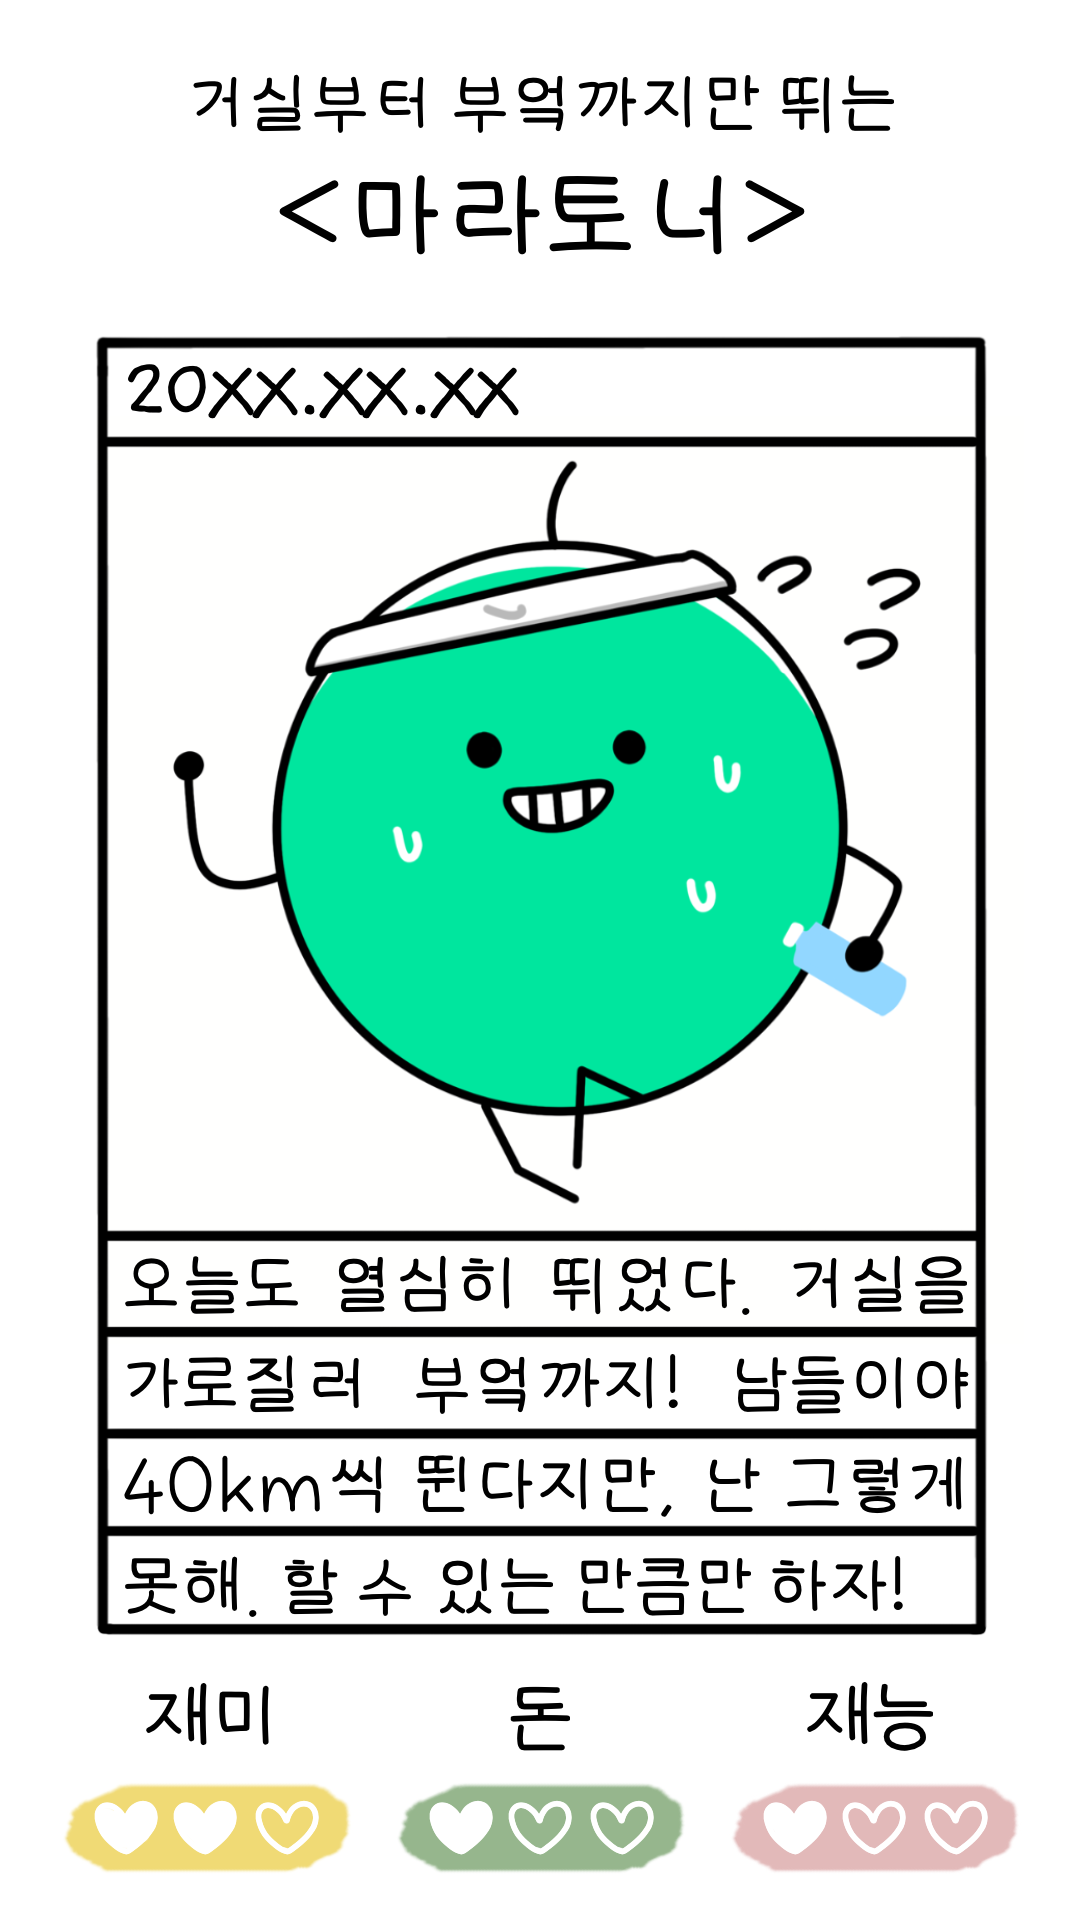 거실부터 부엌까지만 뛰는
<마라토너>
20XX.XX.XX
오늘도 열심히 뛰었다. 거실을
가로질러 부엌까지! 남들이야
40km씩 뛴다지만, 난 그렇게
못해. 할 수 있는 만큼만 하자!
재미 돈 재능